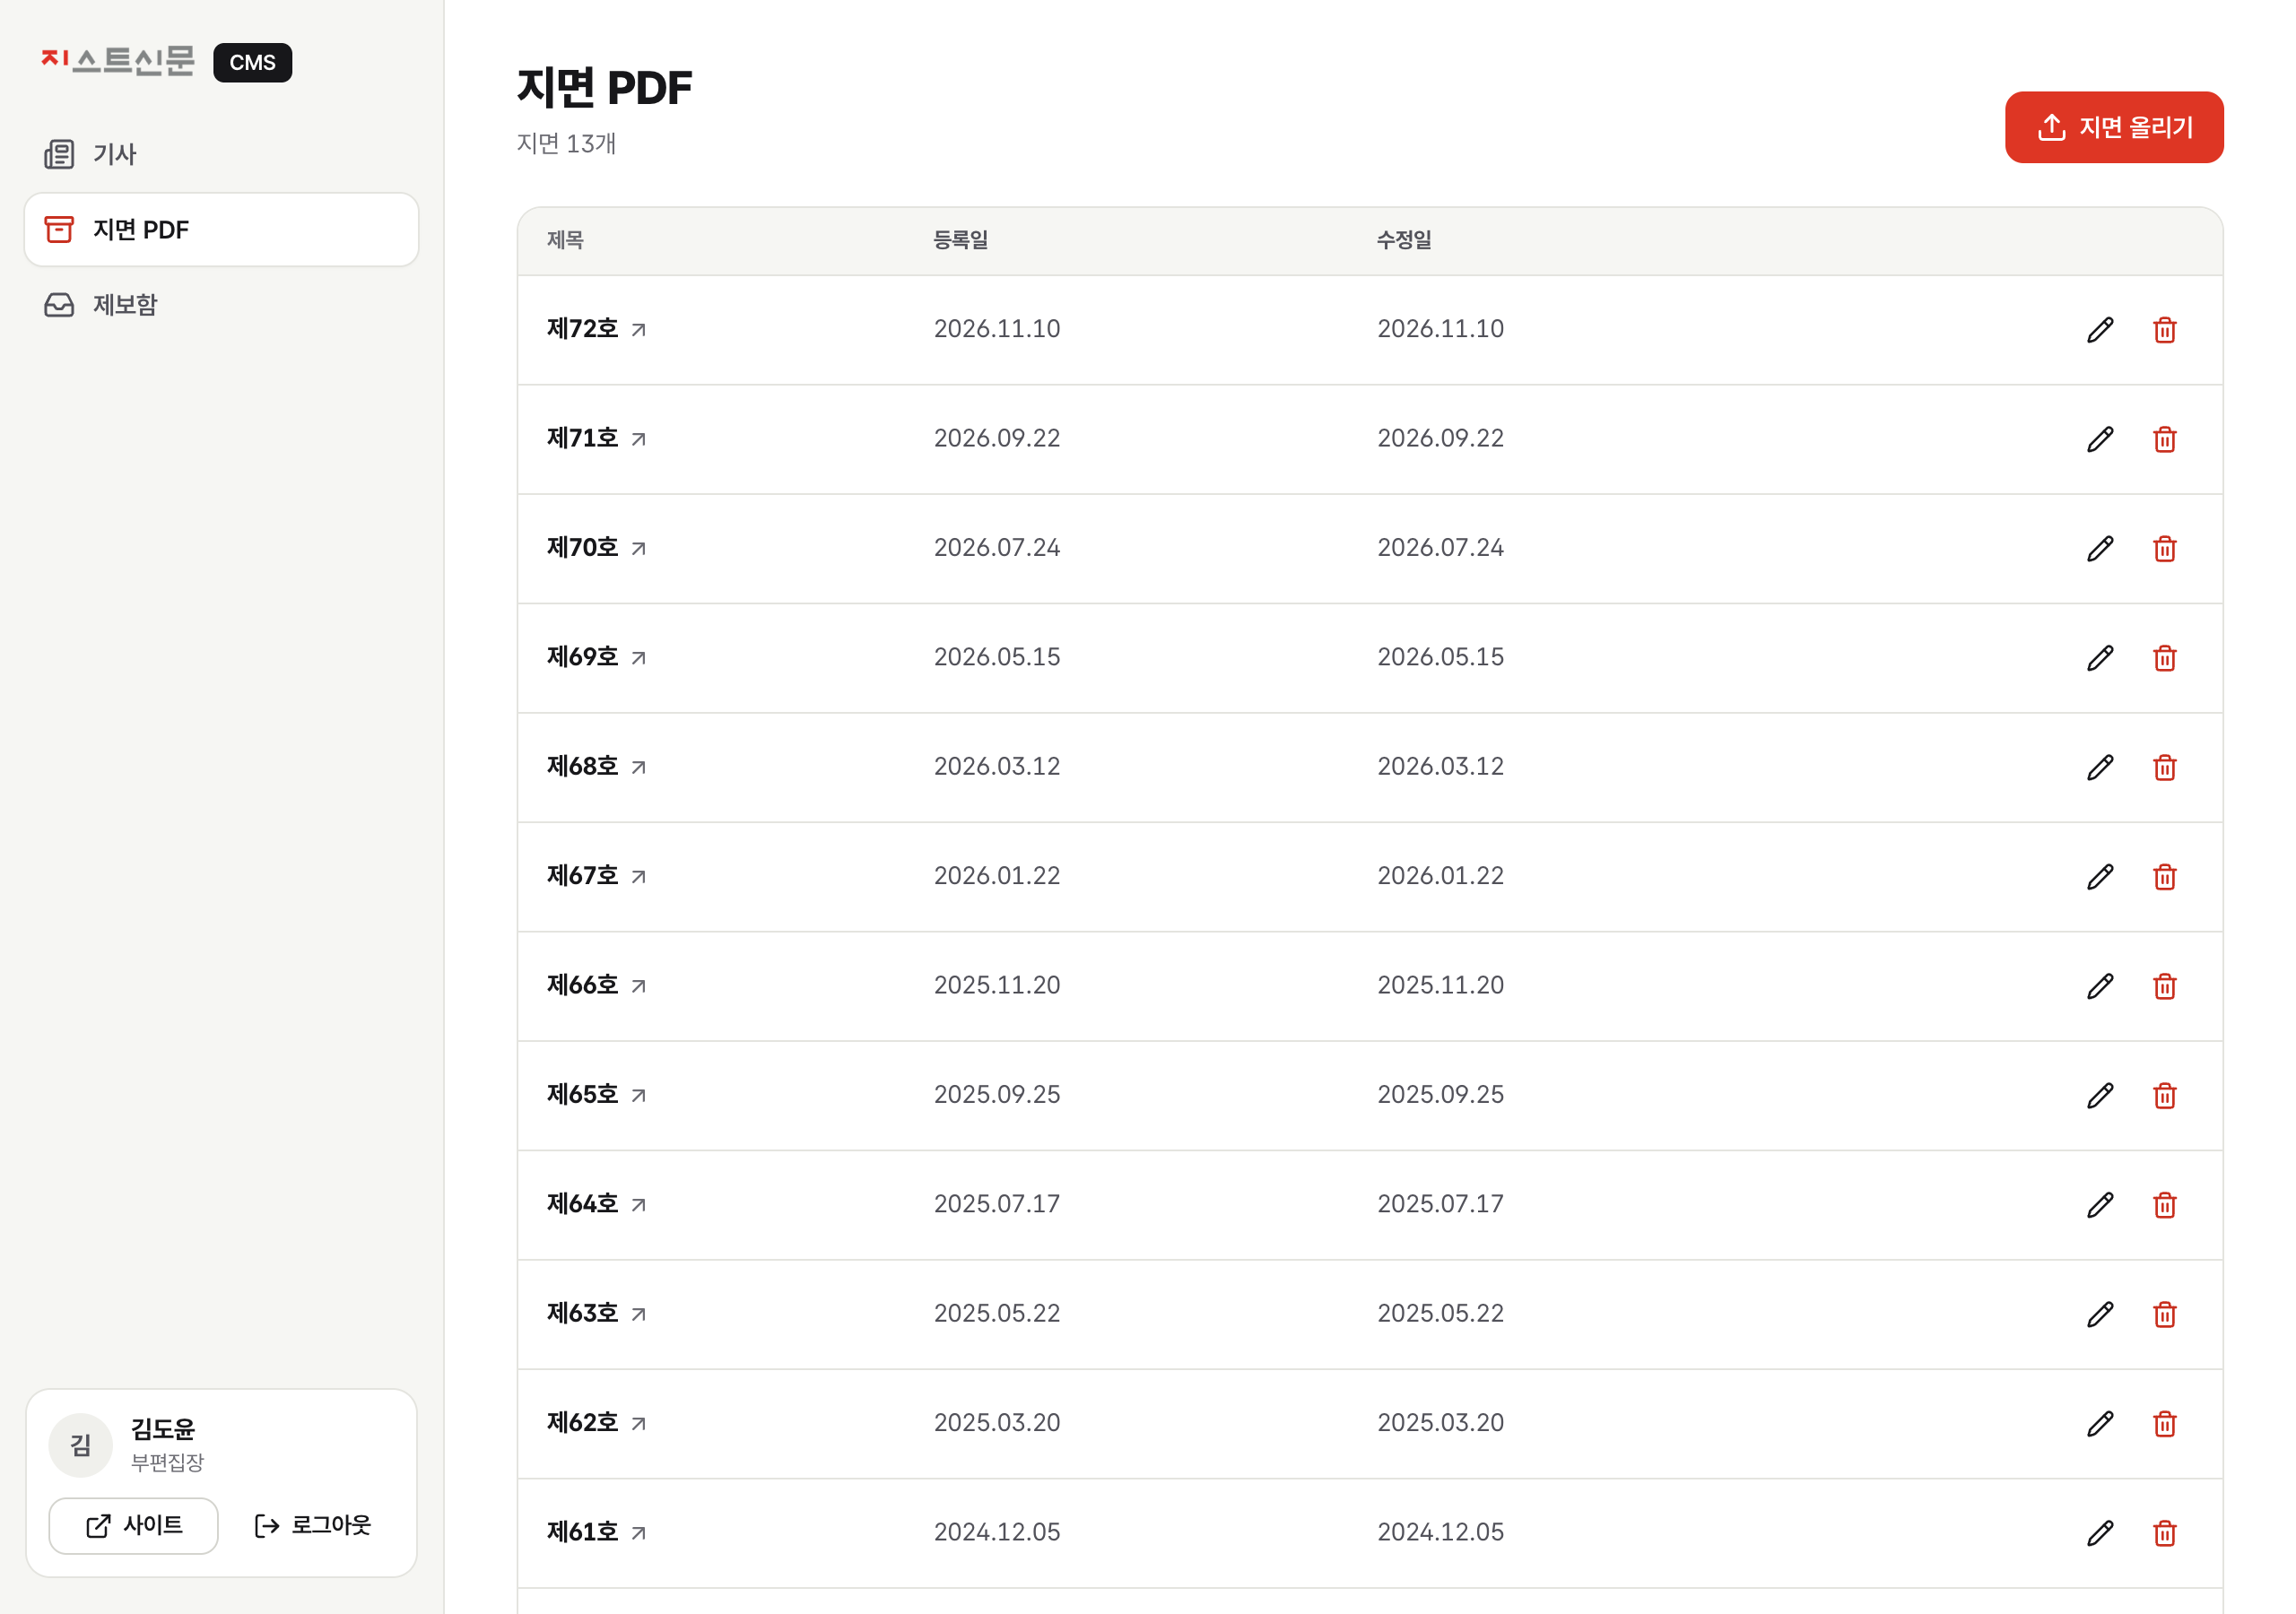 지스트신문 CMS
기사
지면 PDF
제보함
김
김도윤
부편집장
사이트
로그아웃
지면 PDF
지면 13개
지면 올리기
제목 등록일 수정일
제72호 2026.11.10 2026.11.10
제71호 2026.09.22 2026.09.22
제70호 2026.07.24 2026.07.24
제69호 2026.05.15 2026.05.15
제68호 2026.03.12 2026.03.12
제67호 2026.01.22 2026.01.22
제66호 2025.11.20 2025.11.20
제65호 2025.09.25 2025.09.25
제64호 2025.07.17 2025.07.17
제63호 2025.05.22 2025.05.22
제62호 2025.03.20 2025.03.20
제61호 2024.12.05 2024.12.05